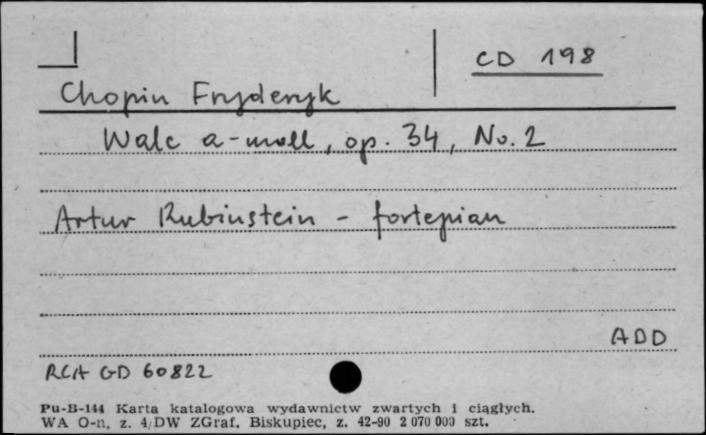 CD 198
Chopin Fryderyk
Walc a-moll, op. 34, No. 2
Artur Rubinstein - fortepian
ADD
RCA GD 60822
Pu-B-144 Karta katalogowa wydawnictw zwartych i ciągłych.
WA O-n, z. 4/DW ZGraf. Biskupiec, z. 42-90 2 070 000 szt.